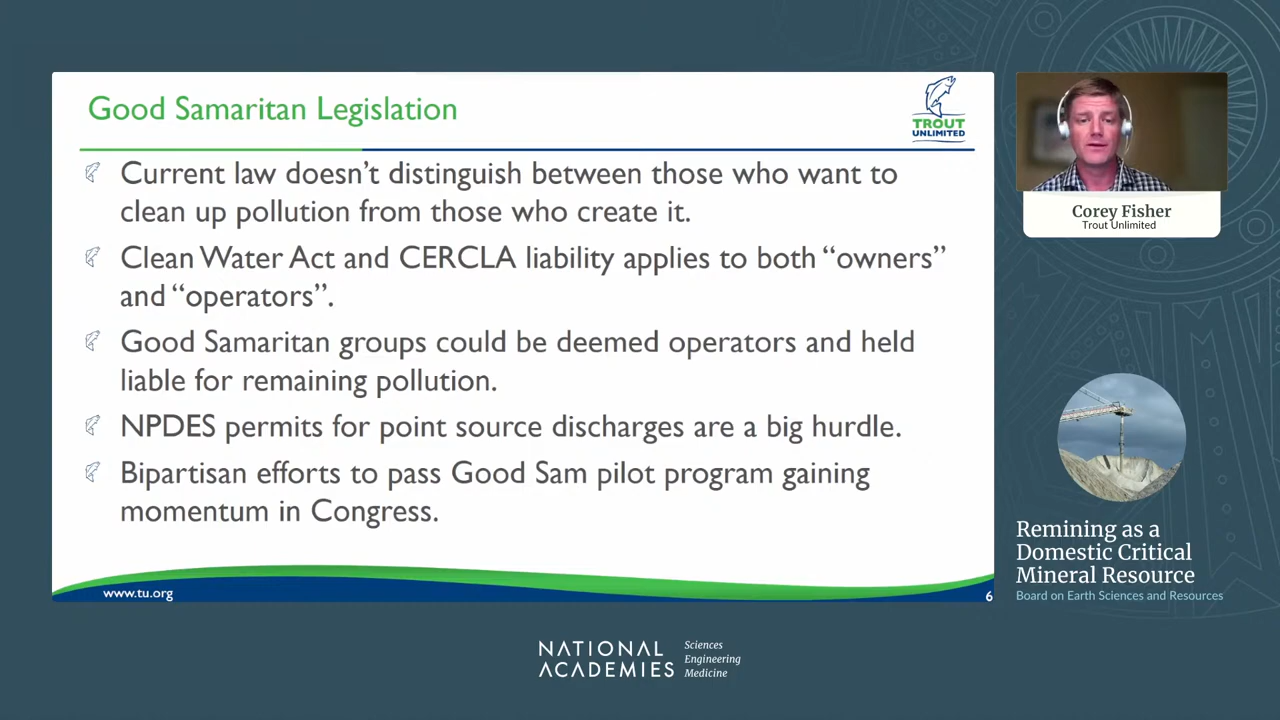 Good Samaritan Legislation
TROUT
UNLIMITED
Current law doesn't distinguish between those who want to
clean up pollution from those who create it.
Clean Water Act and CERCLA liability applies to both “owners”
and “operators”.
Good Samaritan groups could be deemed operators and held
liable for remaining pollution.
NPDES permits for point source discharges are a big hurdle.
Bipartisan efforts to pass Good Sam pilot program gaining
momentum in Congress.
www.tu.org
6
Corey Fisher
Trout Unlimited
Remining as a
Domestic Critical
Mineral Resource
Board on Earth Sciences and Resources
NATIONAL
ACADEMIES
Sciences
Engineering
Medicine